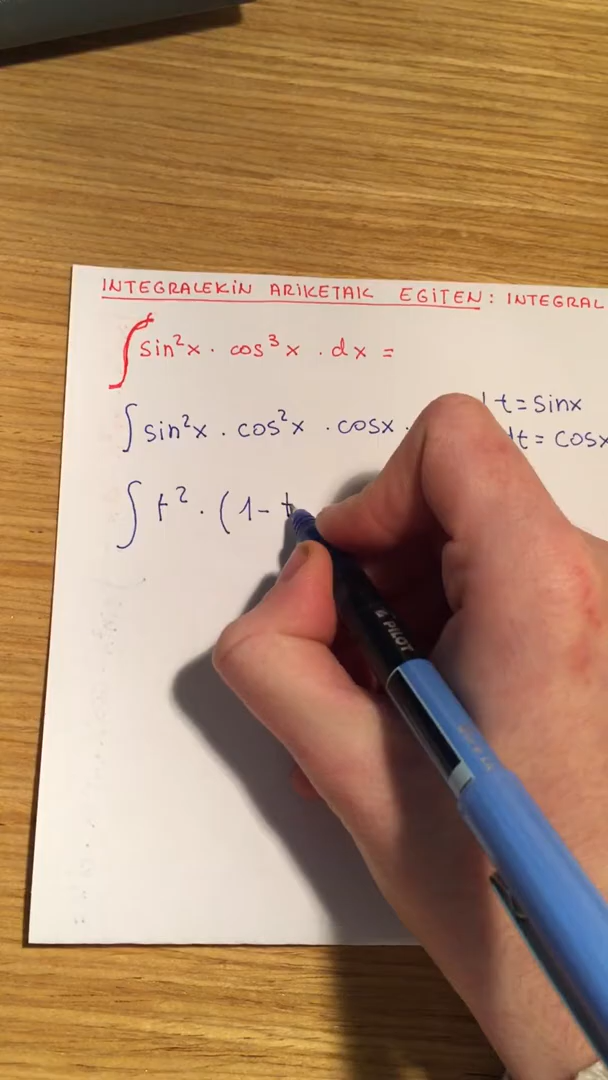 INTEGRALEKIN ARIKETAK EGITEN: INTEGRAL
∫ sin²x · cos³x · dx =
∫ sin²x · cos²x · cosx ·
t = sinx
dt = cosx
∫ t² · (1 - t
PILOT